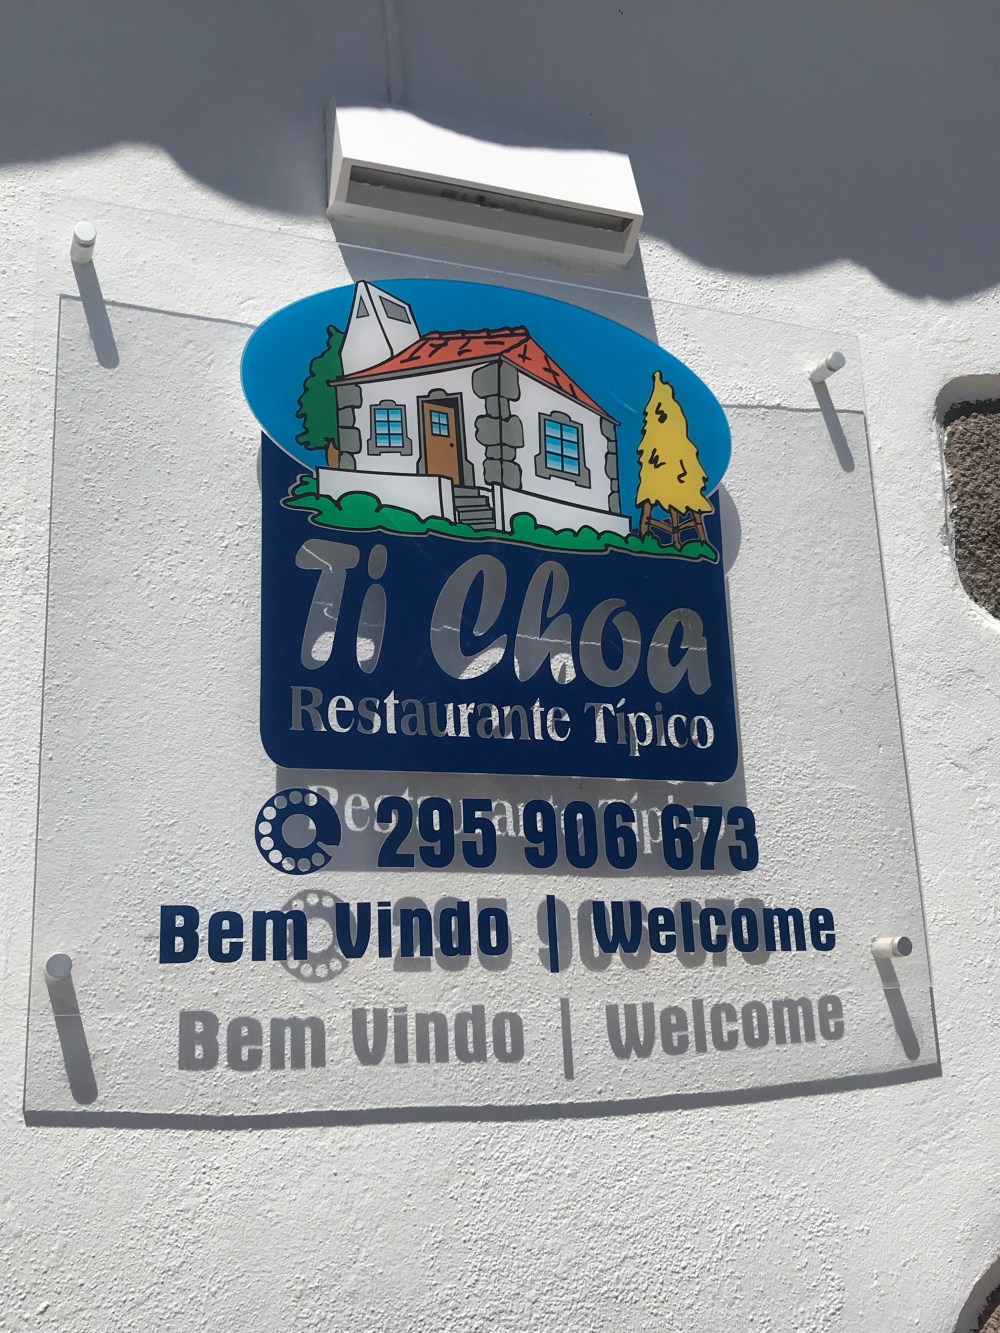 Ti Choa
Restaurante Típico
295 906 673
Bem Vindo | Welcome